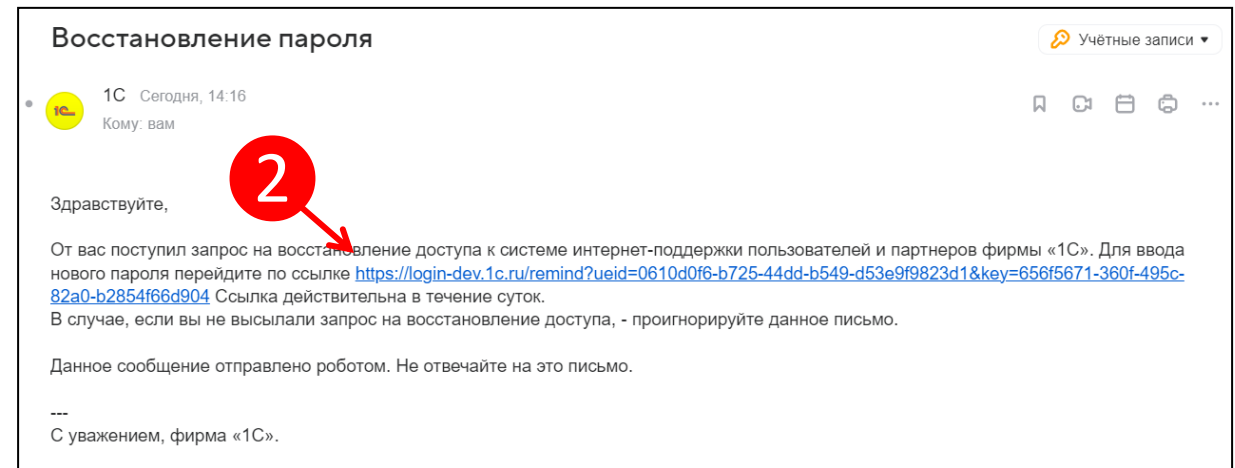 Восстановление пароля
Учётные записи
1С Сегодня, 14:16
Кому: вам
2
Здравствуйте,
От вас поступил запрос на восстановление доступа к системе интернет-поддержки пользователей и партнеров фирмы «1С». Для ввода
нового пароля перейдите по ссылке https://login-dev.1c.ru/remind?ueid=0610d0f6-b725-44dd-b549-d53e9f9823d1&key=656f5671-360f-495c-
82a0-b2854f66d904 Ссылка действительна в течение суток.
В случае, если вы не высылали запрос на восстановление доступа, - проигнорируйте данное письмо.
Данное сообщение отправлено роботом. Не отвечайте на это письмо.
---
С уважением, фирма «1С».